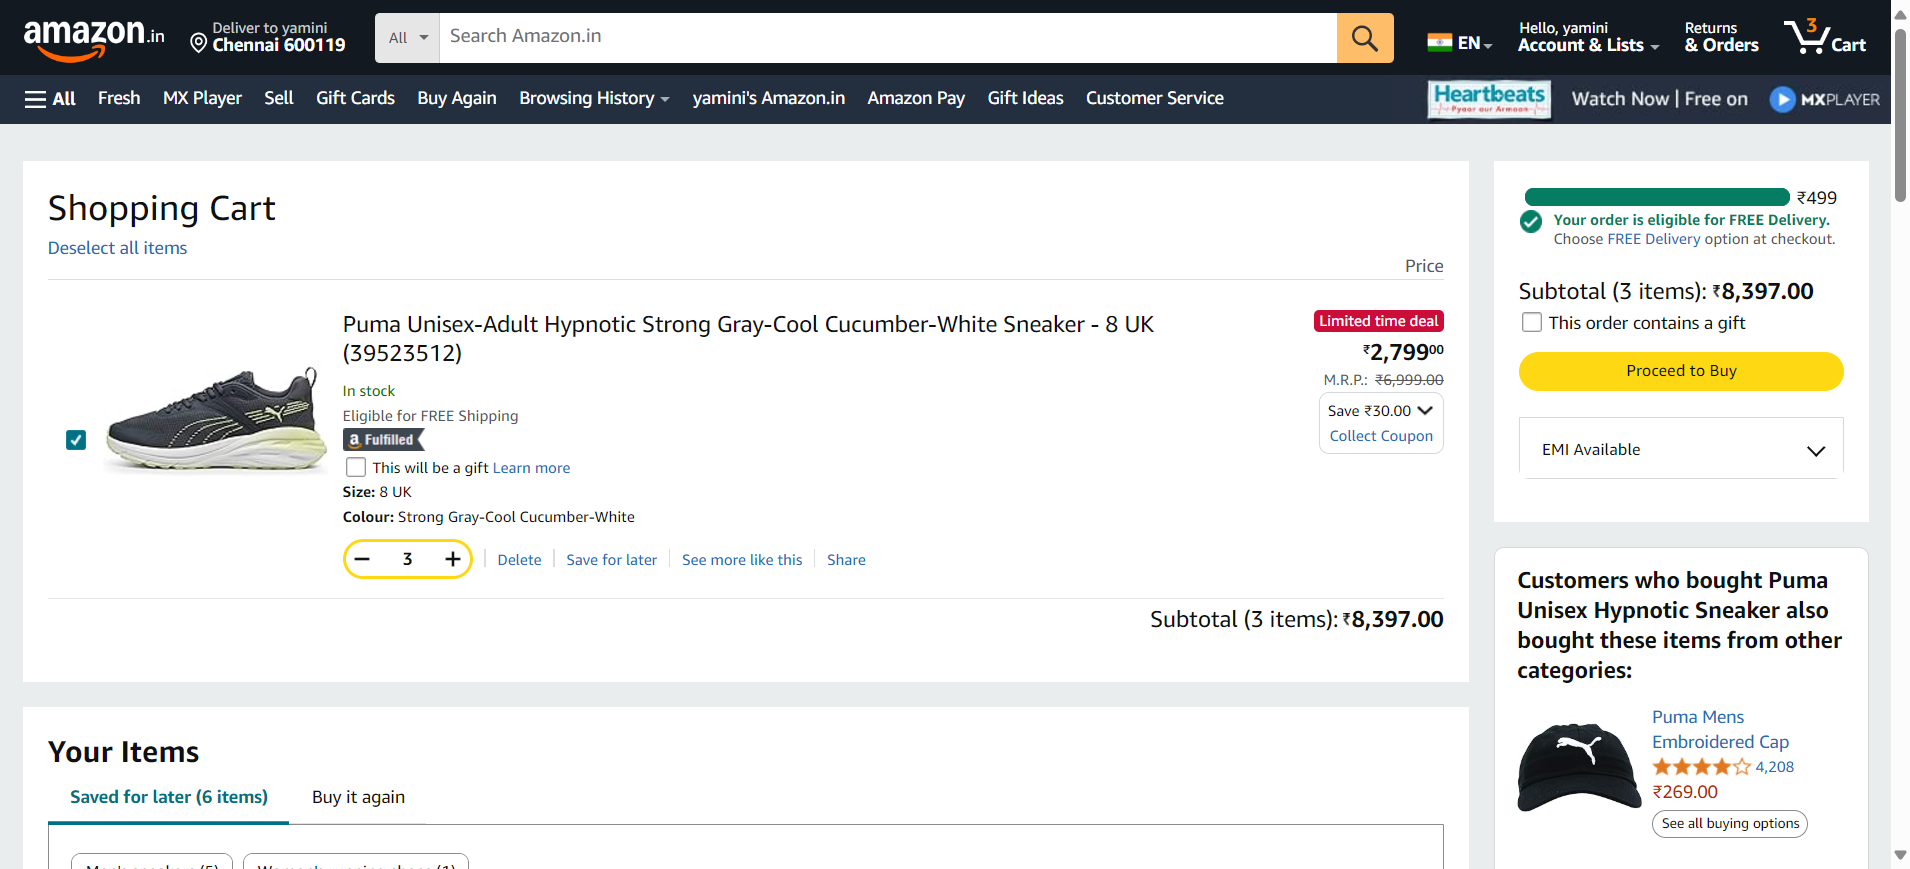 amazon.in
Deliver to yamini
Chennai 600119
All
Search Amazon.in
EN
Hello, yamini
Account & Lists
Returns
& Orders
3
Cart
All
Fresh
MX Player
Sell
Gift Cards
Buy Again
Browsing History
yamini's Amazon.in
Amazon Pay
Gift Ideas
Customer Service
Heartbeats
Pyaar aur Armaan
Watch Now | Free on
MXPLAYER
Shopping Cart
Deselect all items
Price
Puma Unisex-Adult Hypnotic Strong Gray-Cool Cucumber-White Sneaker - 8 UK
(39523512)
In stock
Eligible for FREE Shipping
a Fulfilled
This will be a gift Learn more
Size: 8 UK
Colour: Strong Gray-Cool Cucumber-White
3
Delete
Save for later
See more like this
Share
Limited time deal
₹2,79900
M.R.P.: ₹6,999.00
Save ₹30.00
Collect Coupon
Subtotal (3 items): ₹8,397.00
₹499
Your order is eligible for FREE Delivery.
Choose FREE Delivery option at checkout.
Subtotal (3 items): ₹8,397.00
This order contains a gift
Proceed to Buy
EMI Available
Customers who bought Puma
Unisex Hypnotic Sneaker also
bought these items from other
categories:
Puma Mens
Embroidered Cap
4,208
₹269.00
See all buying options
Your Items
Saved for later (6 items)
Buy it again
Men's sneakers (5)
Women's running shoes (1)